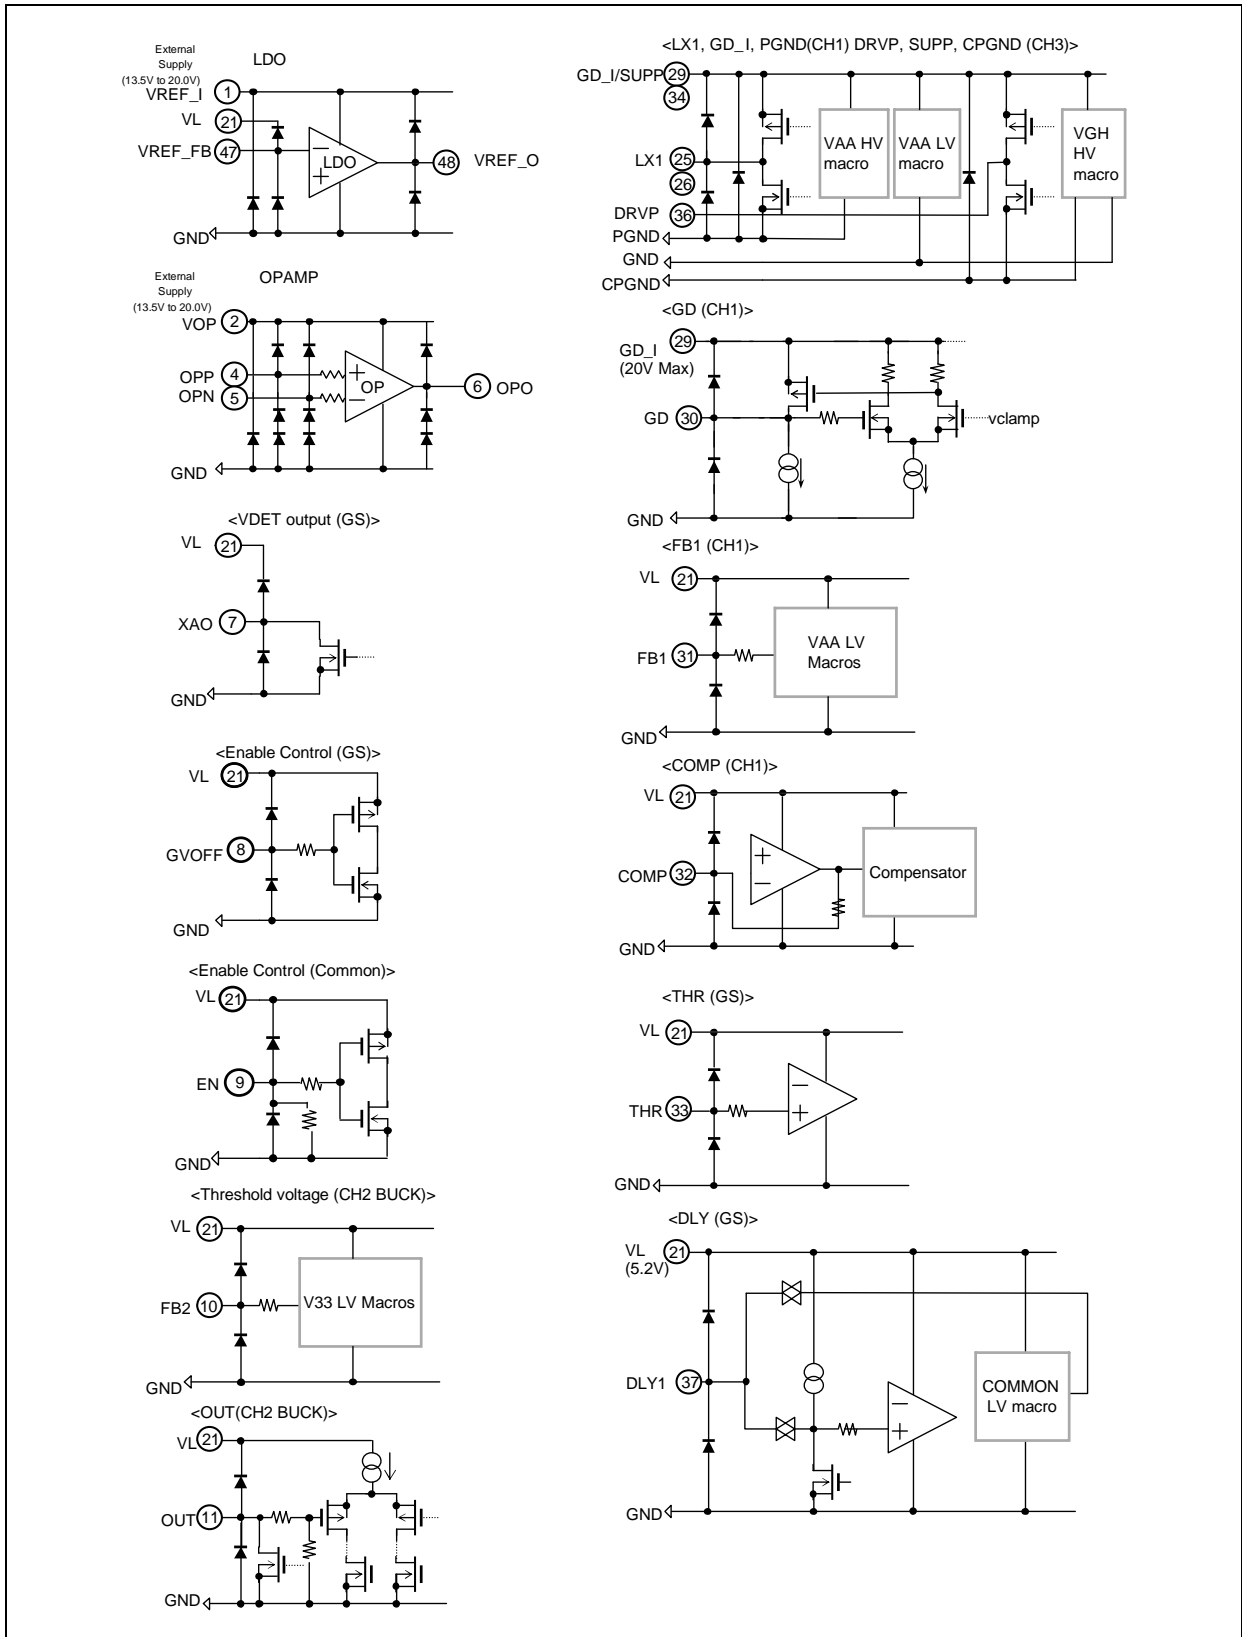 External
Supply
(13.5V to 20.0V)
LDO
VREF_I 1
VL 21
VREF_FB 47
LDO
48 VREF_O
GND
External
Supply
(13.5V to 20.0V)
OPAMP
VOP 2
OPP 4
OPN 5
OP
6 OPO
GND
<VDET output (GS)>
VL 21
XAO 7
GND
<Enable Control (GS)>
VL 21
GVOFF 8
GND
<Enable Control (Common)>
VL 21
EN 9
GND
<Threshold voltage (CH2 BUCK)>
VL 21
FB2 10
V33 LV Macros
GND
<OUT(CH2 BUCK)>
VL 21
OUT 11
GND
<LX1, GD_I, PGND(CH1) DRVP, SUPP, CPGND (CH3)>
GD_I/SUPP 29
34
VAA HV
macro
VAA LV
macro
VGH
HV
macro
LX1 25
26
DRVP 36
PGND
GND
CPGND
<GD (CH1)>
GD_I 29
(20V Max)
GD 30
vclamp
GND
<FB1 (CH1)>
VL 21
FB1 31
VAA LV
Macros
GND
<COMP (CH1)>
VL 21
COMP 32
Compensator
GND
<THR (GS)>
VL 21
THR 33
GND
<DLY (GS)>
VL 21
(5.2V)
DLY1 37
COMMON
LV macro
GND